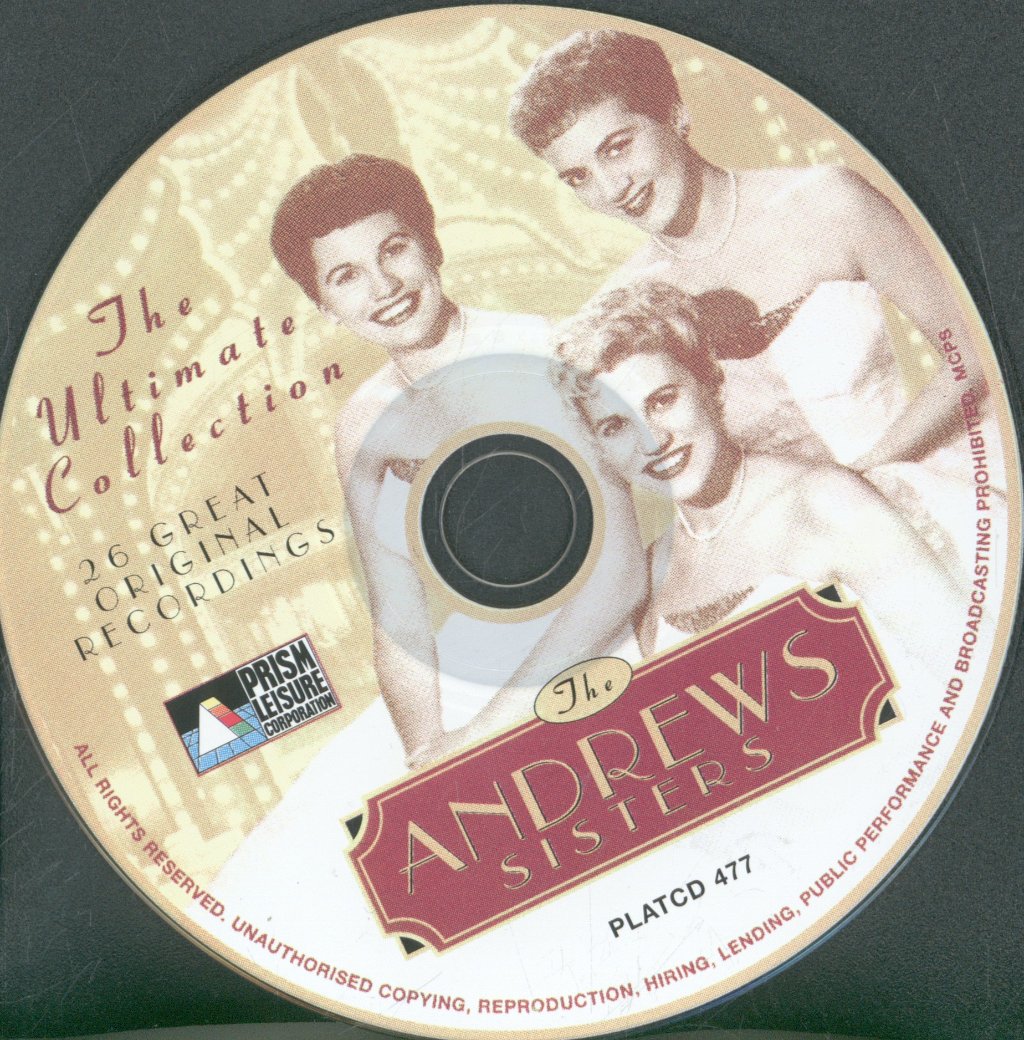 The
Ultimate
Collection
26 GREAT
ORIGINAL
RECORDINGS
PRISM
LEISURE
CORPORATION
The
ANDREWS
SISTERS
PLATCD 477
ALL RIGHTS RESERVED. UNAUTHORISED COPYING, REPRODUCTION, HIRING, LENDING, PUBLIC PERFORMANCE AND BROADCASTING PROHIBITED. MCPS